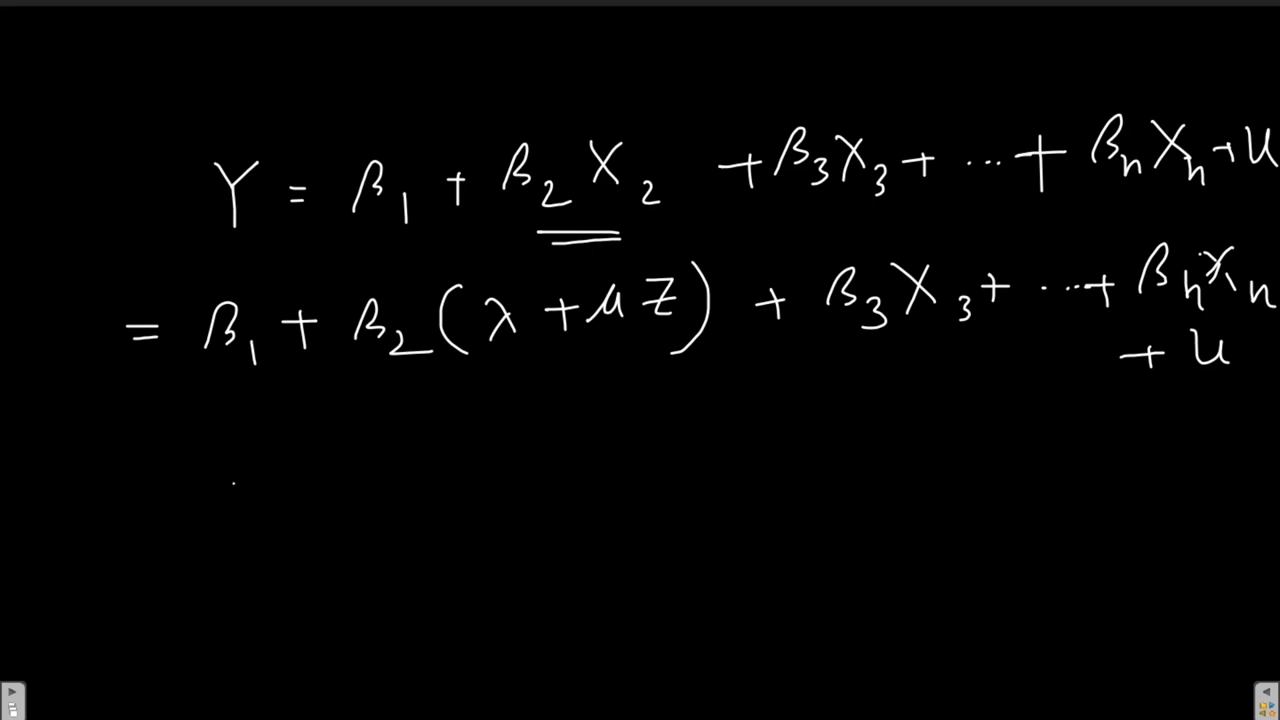 Y = β₁ + β₂X₂ + β₃X₃ + ... + βₙXₙ + u
= β₁ + β₂(λ + μZ) + β₃X₃ + ... + βₙXₙ
+ u